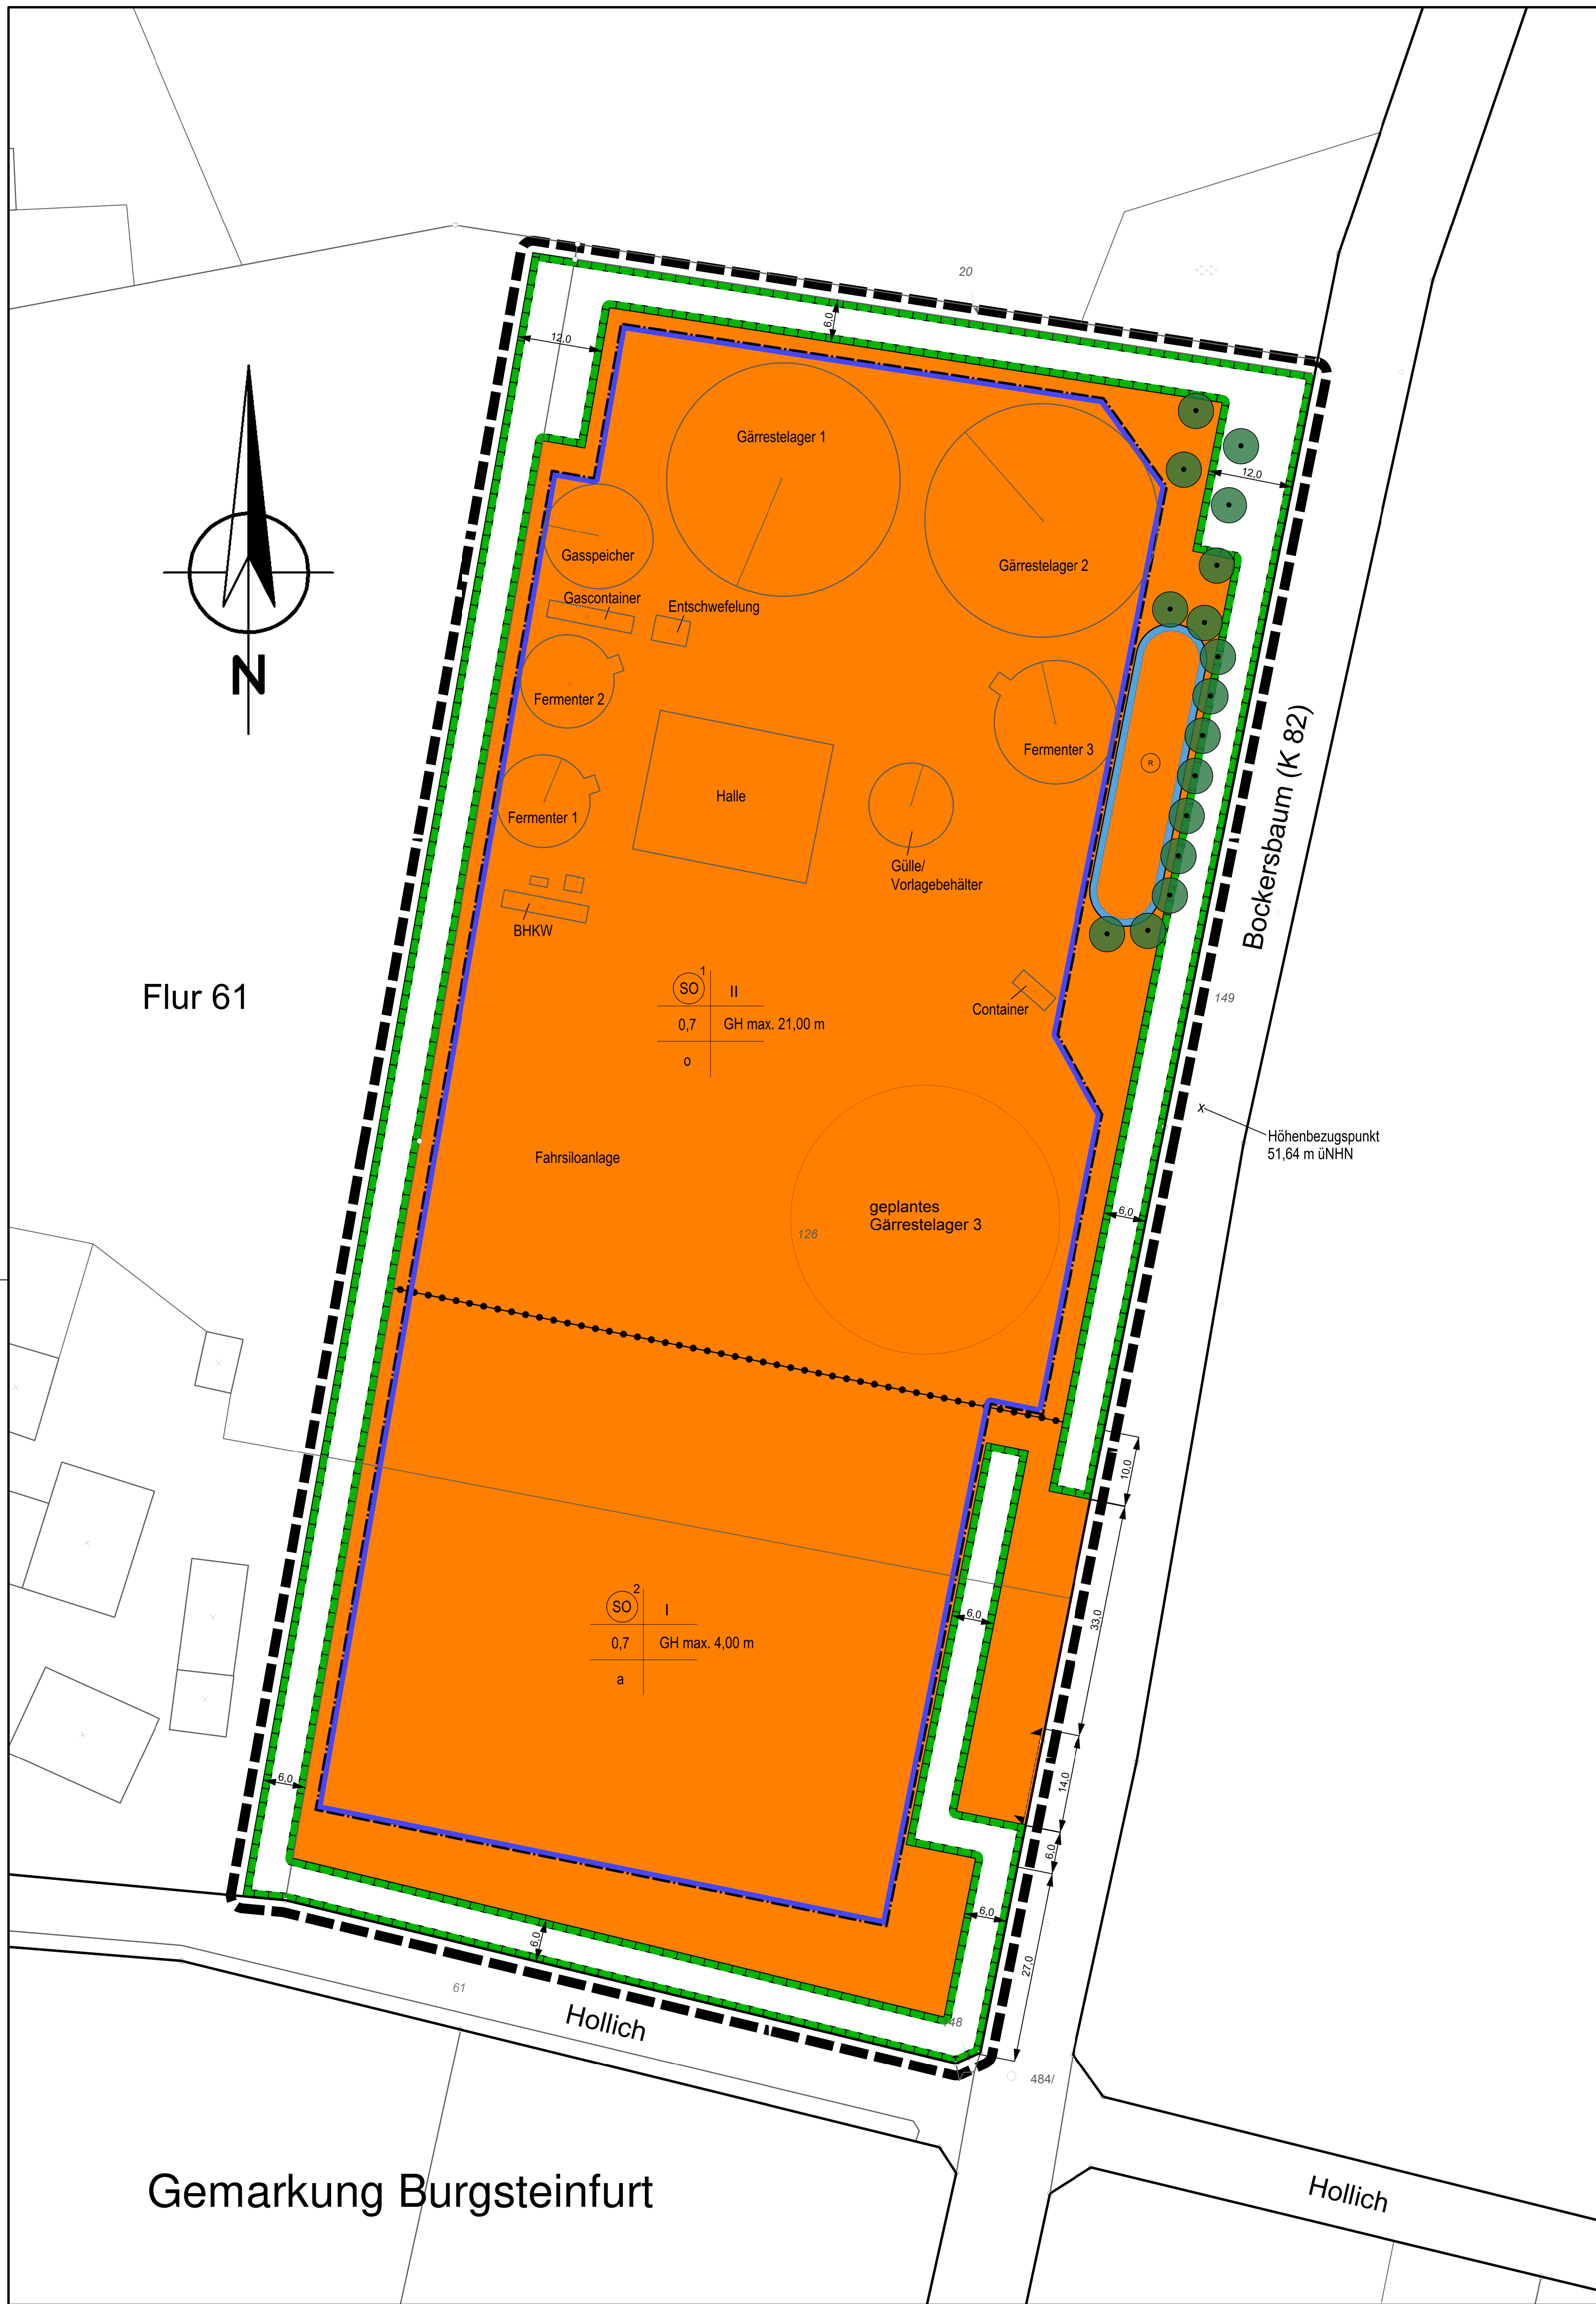 20
6,0
12,0
Gärrestelager 1
12,0
Gasspeicher
Gärrestelager 2
Gascontainer
Entschwefelung
N
Fermenter 2
Bockersbaum (K 82)
Fermenter 3
R
Halle
Fermenter 1
Gülle/
Vorlagebehälter
BHKW
Flur 61
1
SO
II
0,7
GH max. 21,00 m
o
149
Container
x
Höhenbezugspunkt
51,64 m üNHN
Fahrsiloanlage
geplantes
Gärrestelager 3
6,0
126
10,0
2
SO
I
0,7
GH max. 4,00 m
a
6,0
33,0
6,0
14,0
6,0
6,0
6,0
27,0
61
Hollich
148
484/
Gemarkung Burgsteinfurt
Hollich